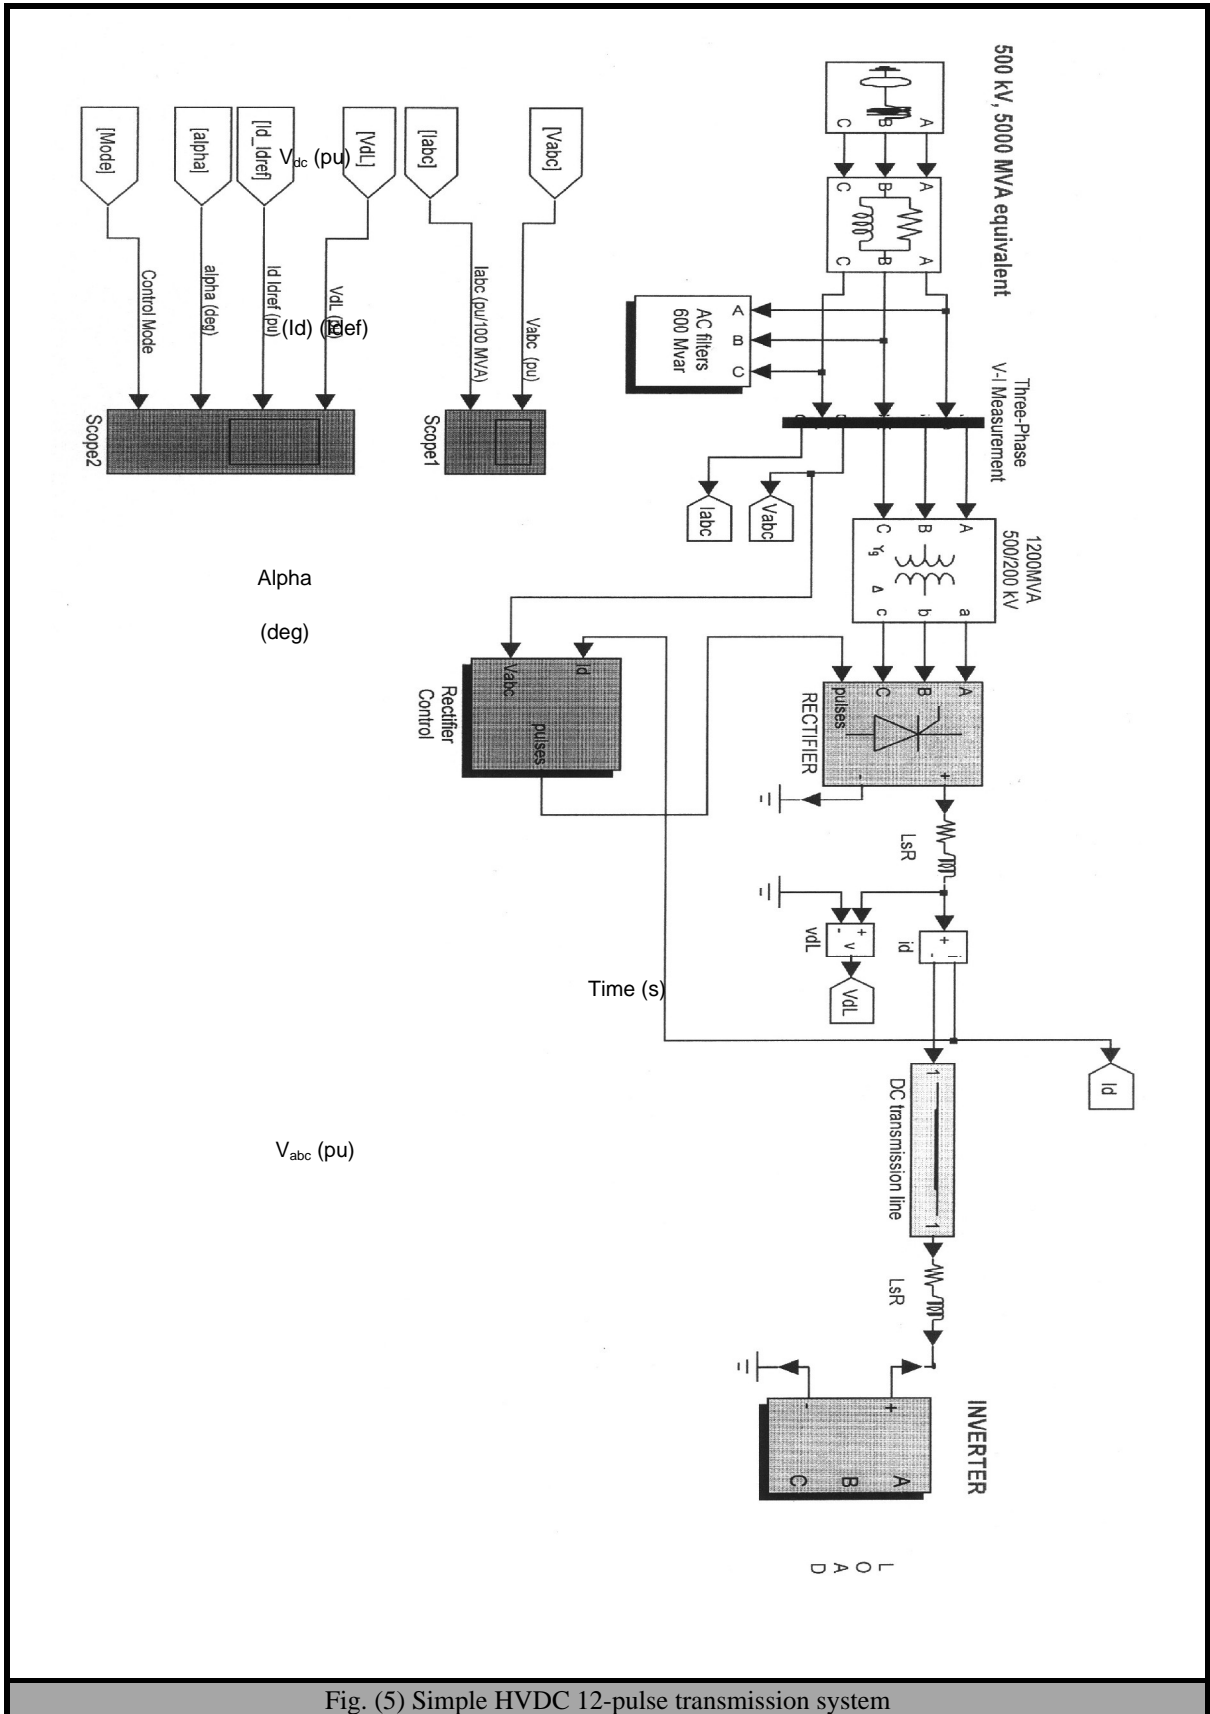 500 kV, 5000 MVA equivalent
A
B
C
A
B
C
A
B
C
AC filters
600 Mvar
A
B
C
Three-Phase
V-I Measurement
Vabc
Iabc
1200MVA
500/200 kV
A
B
C
Yg
Δ
a
b
c
A
B
C
pulses
+
-
RECTIFIER
LsR
+
-
i
id
+
-
v
vdL
VdL
Id
1
1
DC transmission line
LsR
INVERTER
+
-
A
B
C
L
O
A
D
Id
Vabc
pulses
Rectifier
Control
[Vabc]
[Iabc]
[VdL]
[Id_Idref]
[alpha]
[Mode]
Vabc (pu)
Iabc (pu/100 MVA)
Scope1
VdL
Id Idref (pu)
alpha (deg)
Control Mode
Scope2
Vdc (pu)
(Id)
Alpha
(deg)
Time (s)
Vabc (pu)
Fig. (5) Simple HVDC 12-pulse transmission system